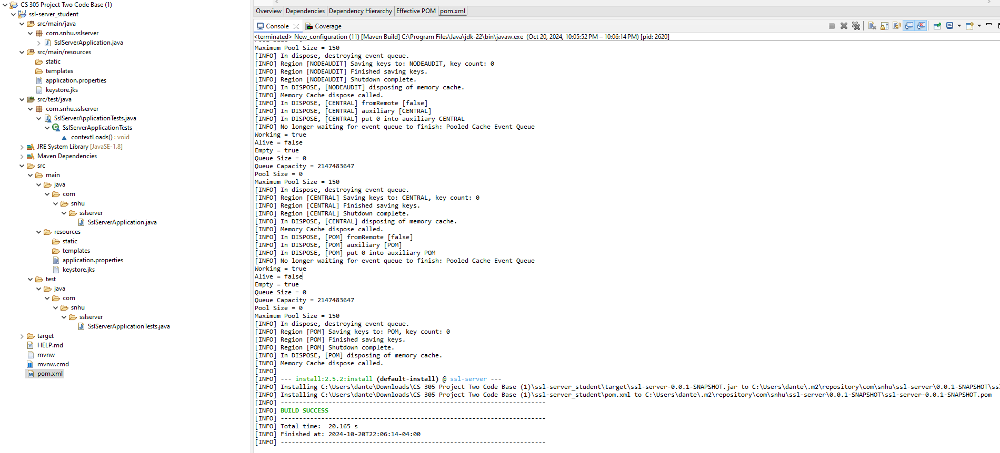 CS 305 Project Two Code Base (1)
ssl-server_student
src/main/java
com.snhu.sslserver
SslServerApplication.java
src/main/resources
static
templates
application.properties
keystore.jks
src/test/java
com.snhu.sslserver
SslServerApplicationTests.java
SslServerApplicationTests
contextLoads() : void
JRE System Library [JavaSE-1.8]
Maven Dependencies
src
main
java
com
snhu
sslserver
SslServerApplication.java
resources
static
templates
application.properties
keystore.jks
test
java
com
snhu
sslserver
SslServerApplicationTests.java
target
HELP.md
mvnw
mvnw.cmd
pom.xml
Overview Dependencies Dependency Hierarchy Effective POM pom.xml
Console Coverage
<terminated> New_configuration (11) [Maven Build] C:\Program Files\Java\jdk-22\bin\javaw.exe (Oct 20, 2024, 10:05:52 PM – 10:06:14 PM) [pid: 2620]
Maximum Pool Size = 150
[INFO] In dispose, destroying event queue.
[INFO] Region [NODEAUDIT] Saving keys to: NODEAUDIT, key count: 0
[INFO] Region [NODEAUDIT] Finished saving keys.
[INFO] Region [NODEAUDIT] Shutdown complete.
[INFO] In DISPOSE, [NODEAUDIT] disposing of memory cache.
[INFO] Memory Cache dispose called.
[INFO] In DISPOSE, [CENTRAL] fromRemote [false]
[INFO] In DISPOSE, [CENTRAL] auxiliary [CENTRAL]
[INFO] In DISPOSE, [CENTRAL] put 0 into auxiliary CENTRAL
[INFO] No longer waiting for event queue to finish: Pooled Cache Event Queue
Working = true
Alive = false
Empty = true
Queue Size = 0
Queue Capacity = 2147483647
Pool Size = 0
Maximum Pool Size = 150
[INFO] In dispose, destroying event queue.
[INFO] Region [CENTRAL] Saving keys to: CENTRAL, key count: 0
[INFO] Region [CENTRAL] Finished saving keys.
[INFO] Region [CENTRAL] Shutdown complete.
[INFO] In DISPOSE, [CENTRAL] disposing of memory cache.
[INFO] Memory Cache dispose called.
[INFO] In DISPOSE, [POM] fromRemote [false]
[INFO] In DISPOSE, [POM] auxiliary [POM]
[INFO] In DISPOSE, [POM] put 0 into auxiliary POM
[INFO] No longer waiting for event queue to finish: Pooled Cache Event Queue
Working = true
Alive = false
Empty = true
Queue Size = 0
Queue Capacity = 2147483647
Pool Size = 0
Maximum Pool Size = 150
[INFO] In dispose, destroying event queue.
[INFO] Region [POM] Saving keys to: POM, key count: 0
[INFO] Region [POM] Finished saving keys.
[INFO] Region [POM] Shutdown complete.
[INFO] In DISPOSE, [POM] disposing of memory cache.
[INFO] Memory Cache dispose called.
[INFO]
[INFO] --- install:2.5.2:install (default-install) @ ssl-server ---
[INFO] Installing C:\Users\dante\Downloads\CS 305 Project Two Code Base (1)\ssl-server_student\target\ssl-server-0.0.1-SNAPSHOT.jar to C:\Users\dante\.m2\repository\com\snhu\ssl-server\0.0.1-SNAPSHOT\ssl
[INFO] Installing C:\Users\dante\Downloads\CS 305 Project Two Code Base (1)\ssl-server_student\pom.xml to C:\Users\dante\.m2\repository\com\snhu\ssl-server\0.0.1-SNAPSHOT\ssl-server-0.0.1-SNAPSHOT.pom
[INFO] ------------------------------------------------------------------------
[INFO] BUILD SUCCESS
[INFO] ------------------------------------------------------------------------
[INFO] Total time:  20.165 s
[INFO] Finished at: 2024-10-20T22:06:14-04:00
[INFO] ------------------------------------------------------------------------